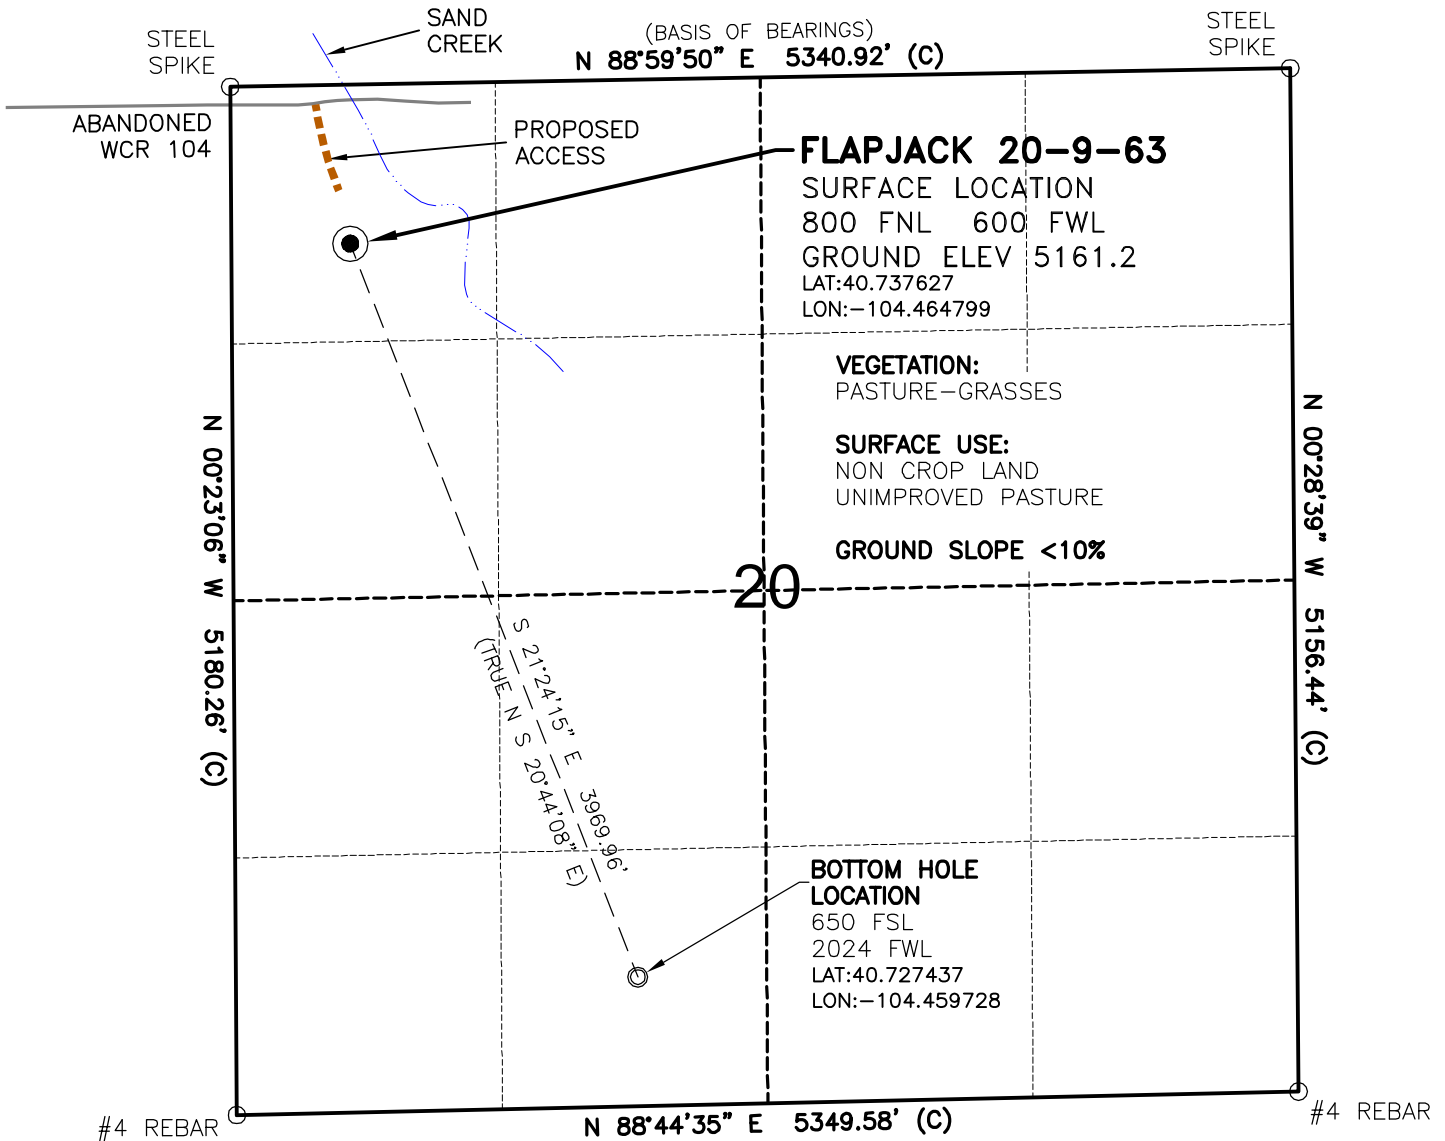 SAND
CREEK
(BASIS OF BEARINGS)
N 88°59'50" E 5340.92' (C)
STEEL
SPIKE
STEEL
SPIKE
ABANDONED
WCR 104
PROPOSED
ACCESS
FLAPJACK 20-9-63
SURFACE LOCATION
800 FNL 600 FWL
GROUND ELEV 5161.2
LAT:40.737627
LON:-104.464799
VEGETATION:
PASTURE-GRASSES
SURFACE USE:
NON CROP LAND
UNIMPROVED PASTURE
GROUND SLOPE <10%
N 00°23'06" W 5180.26' (C)
N 00°28'39" W 5156.44' (C)
20
S 21°24'15" E 3969.96'
(TRUE N S 20°44'08" E)
BOTTOM HOLE
LOCATION
650 FSL
2024 FWL
LAT:40.727437
LON:-104.459728
#4 REBAR
N 88°44'35" E 5349.58' (C)
#4 REBAR